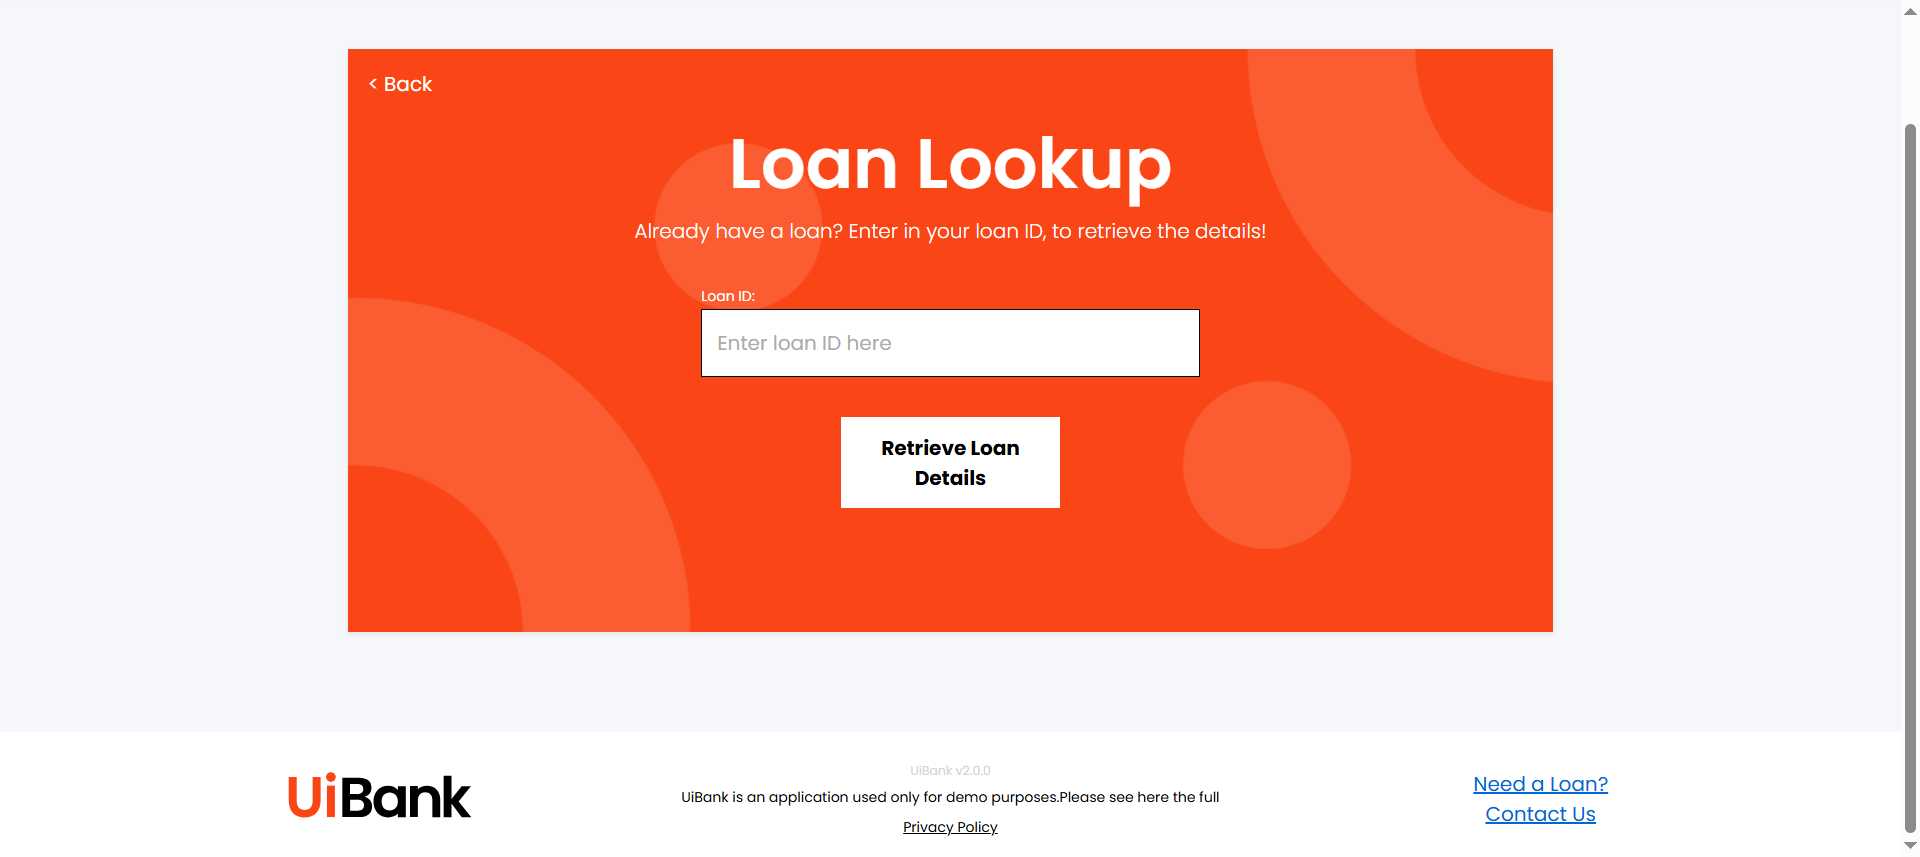 < Back
Loan Lookup
Already have a loan? Enter in your loan ID, to retrieve the details!
Loan ID:
Enter loan ID here
Retrieve Loan
Details
UiBank
UiBank v2.0.0
UiBank is an application used only for demo purposes.Please see here the full
Privacy Policy
Need a Loan?
Contact Us